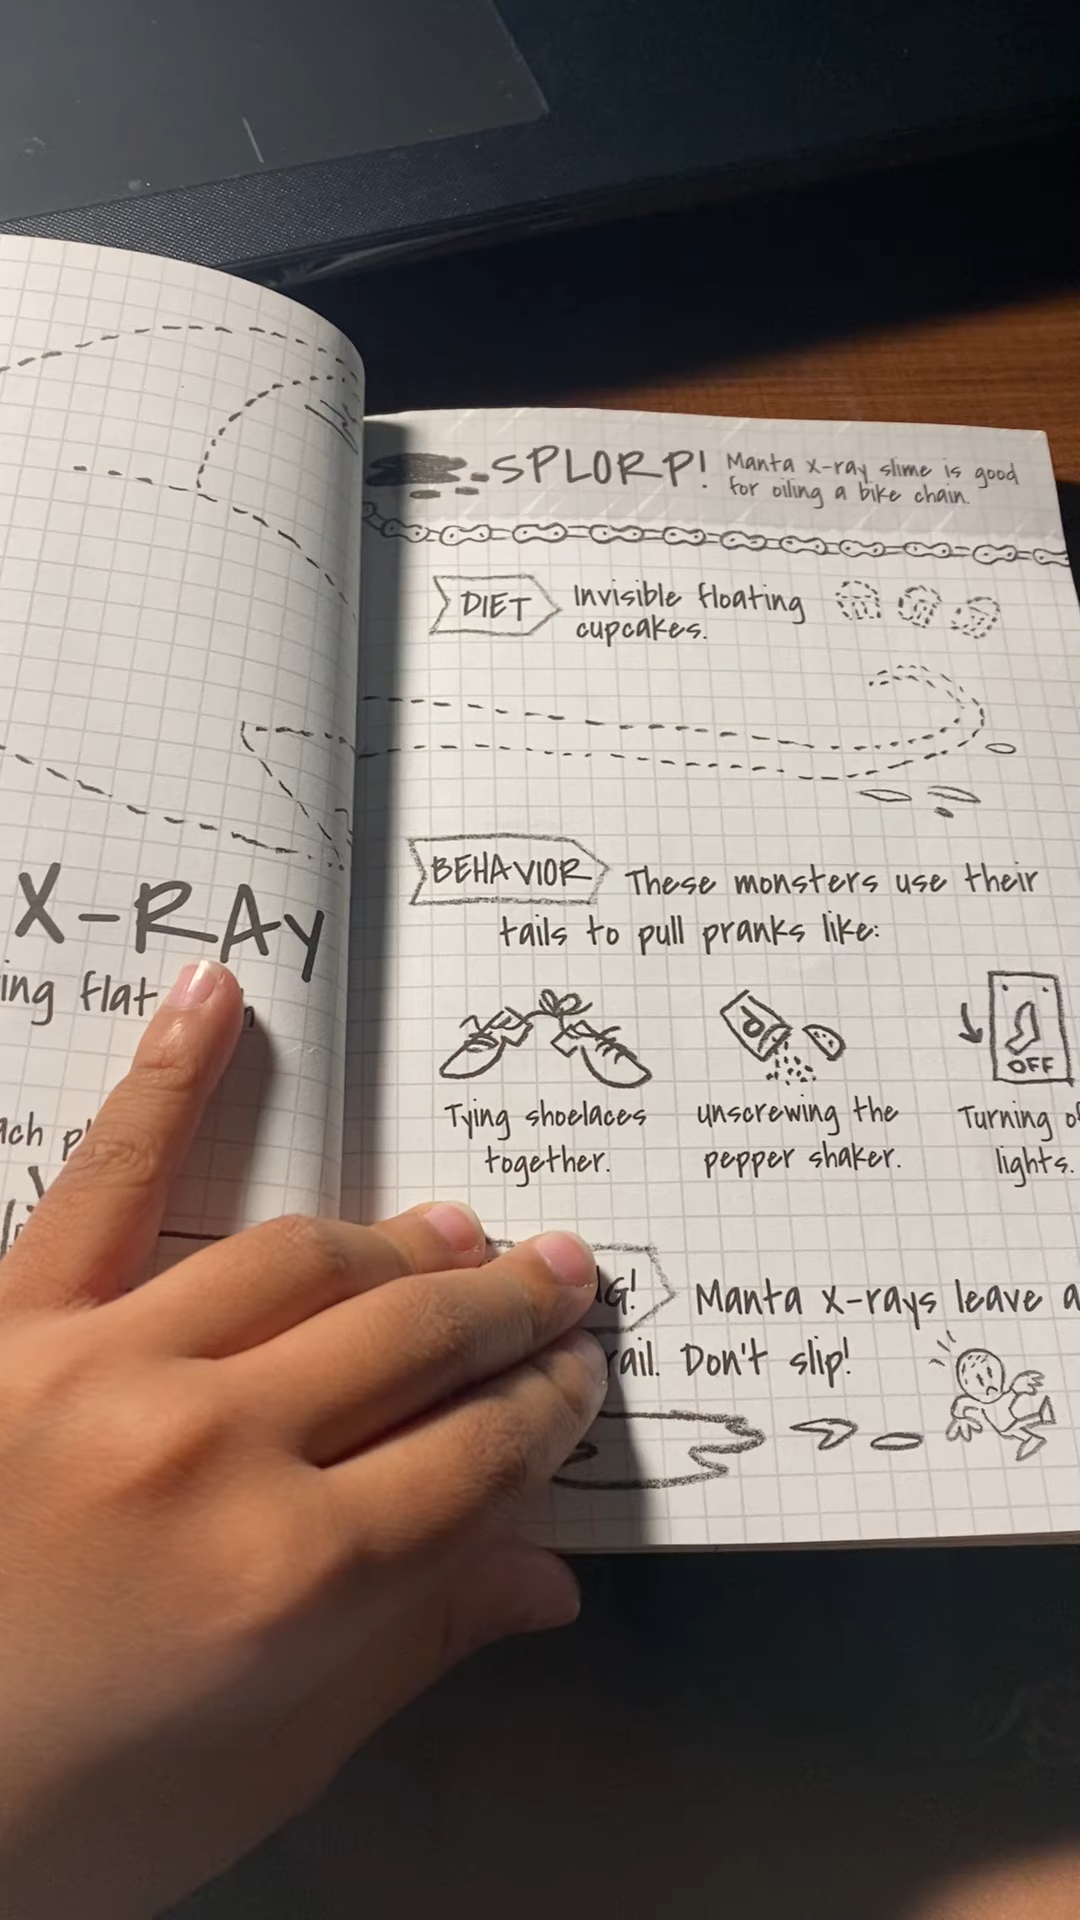 X-RAY
ing flat
ach
SPLORP! Manta x-ray slime is good
for oiling a bike chain.
DIET Invisible floating
cupcakes.
BEHAVIOR These monsters use their
tails to pull pranks like:
Tying shoelaces
together.
unscrewing the
pepper shaker.
OFF
Turning
lights.
Manta x-rays leave a
Don't slip!